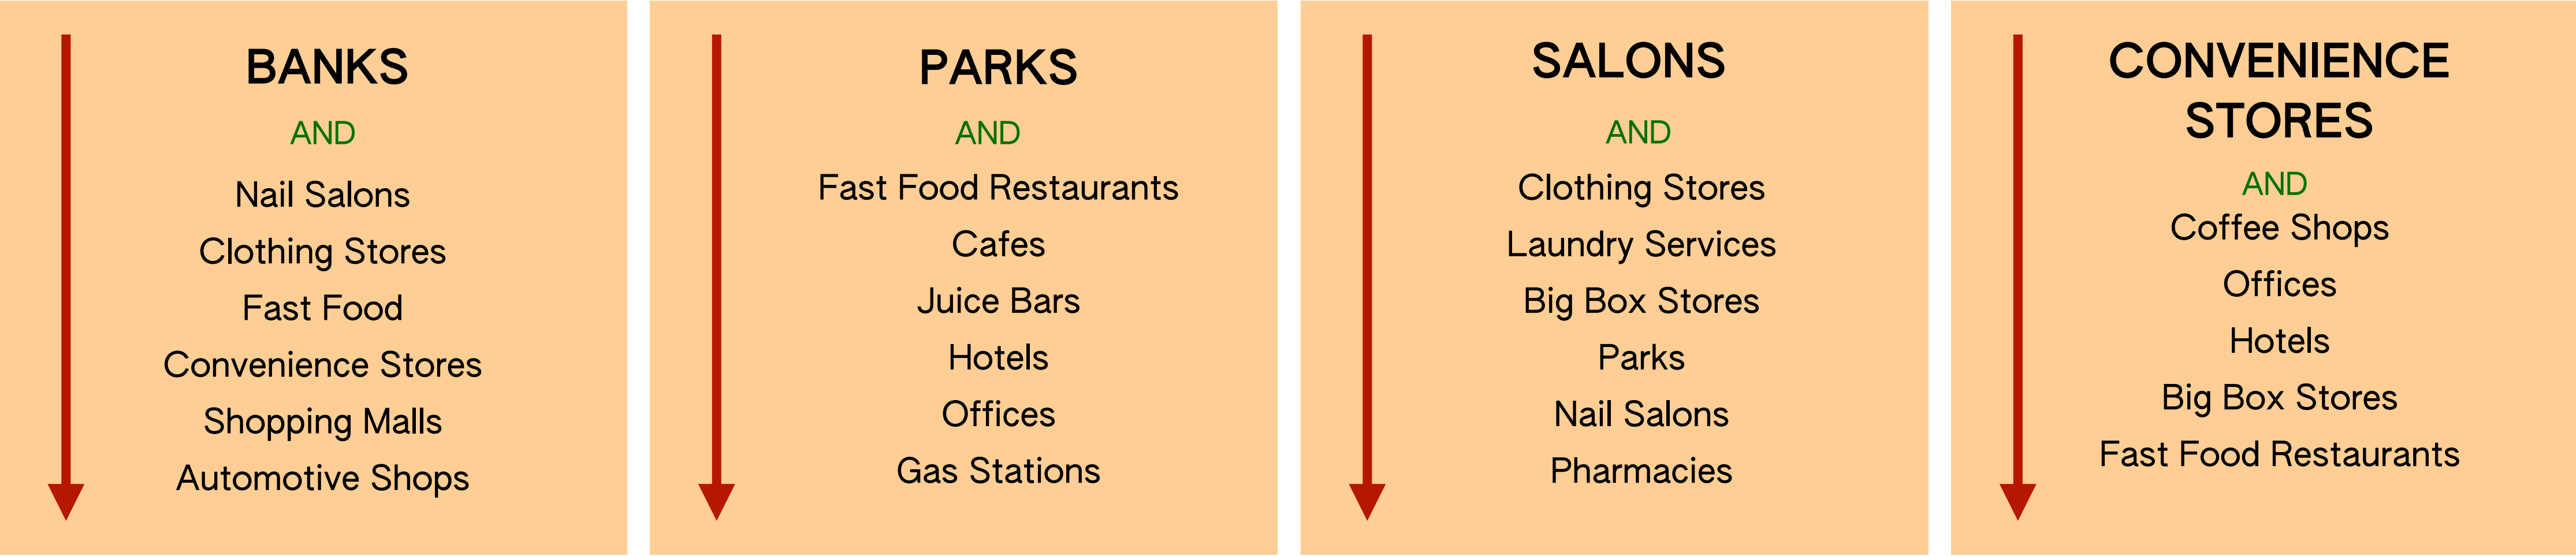 BANKS
AND
Nail Salons
Clothing Stores
Fast Food
Convenience Stores
Shopping Malls
Automotive Shops
PARKS
AND
Fast Food Restaurants
Cafes
Juice Bars
Hotels
Offices
Gas Stations
SALONS
AND
Clothing Stores
Laundry Services
Big Box Stores
Parks
Nail Salons
Pharmacies
CONVENIENCE
STORES
AND
Coffee Shops
Offices
Hotels
Big Box Stores
Fast Food Restaurants